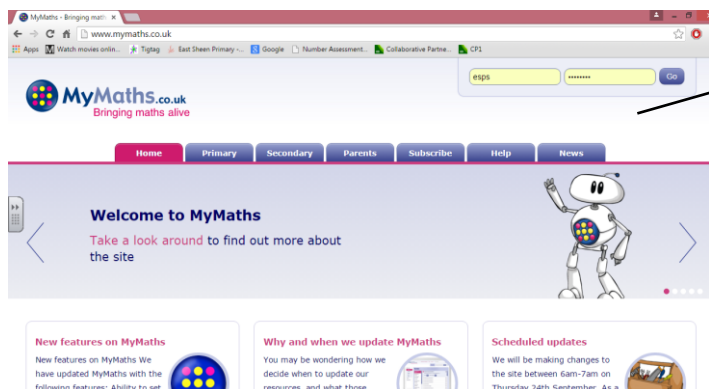 MyMaths - Bringing math
www.mymaths.co.uk
Apps Watch movies onlin... Tigtag East Sheen Primary -... Google Number Assessment... Collaborative Partne... CP1
esps •••••••• Go
MyMaths.co.uk
Bringing maths alive
Home Primary Secondary Parents Subscribe Help News
Welcome to MyMaths
Take a look around to find out more about
the site
New features on MyMaths
New features on MyMaths We
have updated MyMaths with the
following features: Ability to set
Why and when we update MyMaths
You may be wondering how we
decide when to update our
resources, and what those
Scheduled updates
We will be making changes to
the site between 6am-7am on
Thursday 24th September. As a